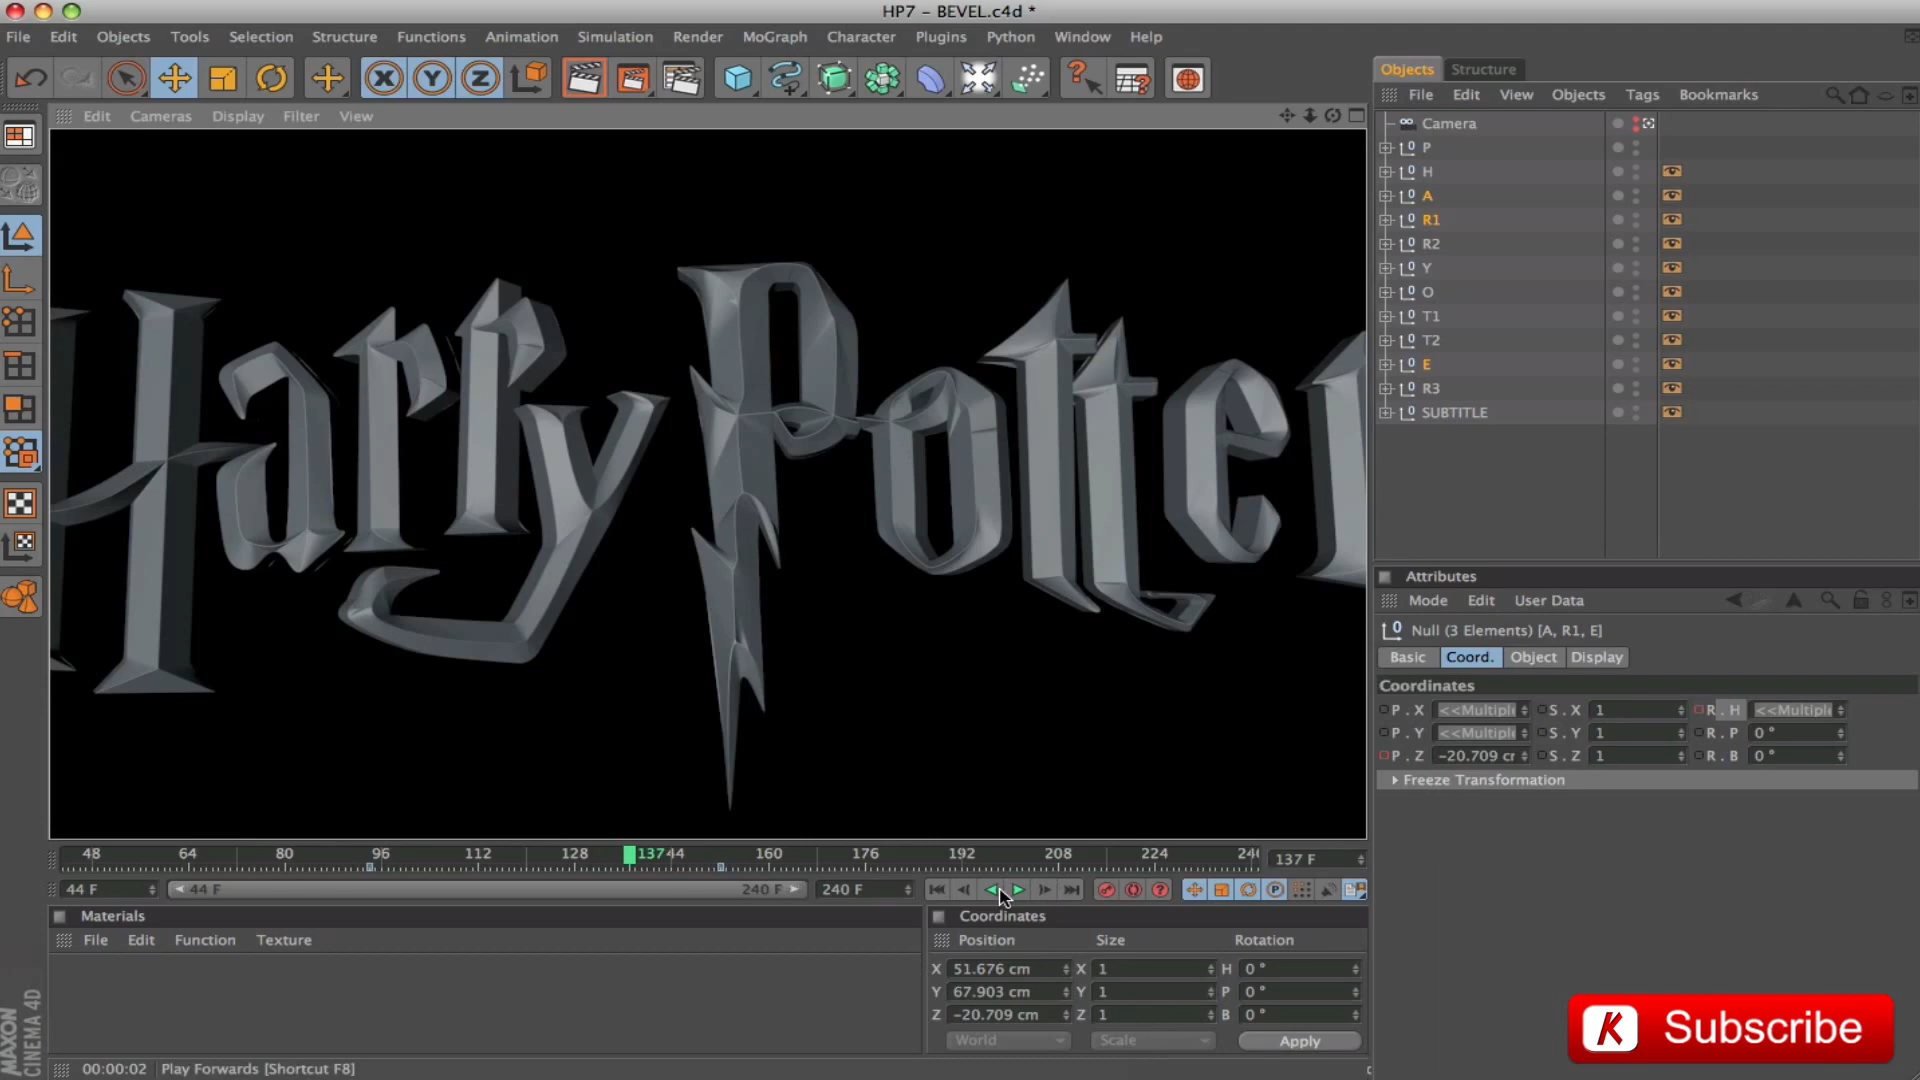 HP7 – BEVEL.c4d *
File Edit Objects Tools Selection Structure Functions Animation Simulation Render MoGraph Character Plugins Python Window Help
X Y Z
Objects Structure
File Edit View Objects Tags Bookmarks
Edit Cameras Display Filter View
Camera
P
H
A
R1
R2
Y
O
T1
T2
E
R3
SUBTITLE
Harry Potter
Attributes
Mode Edit User Data
Null (3 Elements) [A, R1, E]
Basic Coord. Object Display
Coordinates
P . X <<Multipl S . X 1 R . H <<Multipl
P . Y <<Multipl S . Y 1 R . P 0 °
P . Z -20.709 cr S . Z 1 R . B 0 °
Freeze Transformation
48 64 80 96 112 128 13744 160 176 192 208 224 24 137 F
44 F 44 F 240 F 240 F
Materials
File Edit Function Texture
Coordinates
Position Size Rotation
X 51.676 cm X 1 H 0 °
Y 67.903 cm Y 1 P 0 °
Z -20.709 cm Z 1 B 0 °
World Scale Apply
MAXON
CINEMA 4D
00:00:02 Play Forwards [Shortcut F8]
K Subscribe